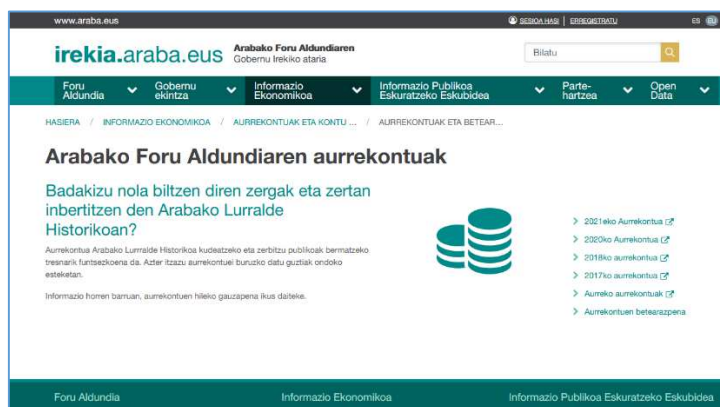 www.araba.eus
SESIOA HASI | ERREGISTRATU
ES EU
irekia.araba.eus
Arabako Foru Aldundiaren
Gobernu Irekiko ataria
Bilatu
Foru Aldundia
Gobernu ekintza
Informazio Ekonomikoa
Informazio Publikoa Eskuratzeko Eskubidea
Parte-hartzea
Open Data
HASIERA / INFORMAZIO EKONOMIKOA / AURREKONTUAK ETA KONTU ... / AURREKONTUAK ETA BETEAR...
Arabako Foru Aldundiaren aurrekontuak
Badakizu nola biltzen diren zergak eta zertan
inbertitzen den Arabako Lurralde
Historikoan?
Aurrekontua Arabako Lurralde Historikoa kudeatzeko eta zerbitzu publikoak bermatzeko
tresnarik funtsezkoena da. Azter itzazu aurrekontuei buruzko datu guztiak ondoko
esteketan.
Informazio horren barruan, aurrekontuen hileko gauzapena ikus daiteke.
2021eko Aurrekontua
2020ko Aurrekontua
2018ko aurrekontua
2017ko aurrekontua
Aurreko aurrekontuak
Aurrekontuen betearazpena
Foru Aldundia
Informazio Ekonomikoa
Informazio Publikoa Eskuratzeko Eskubidea